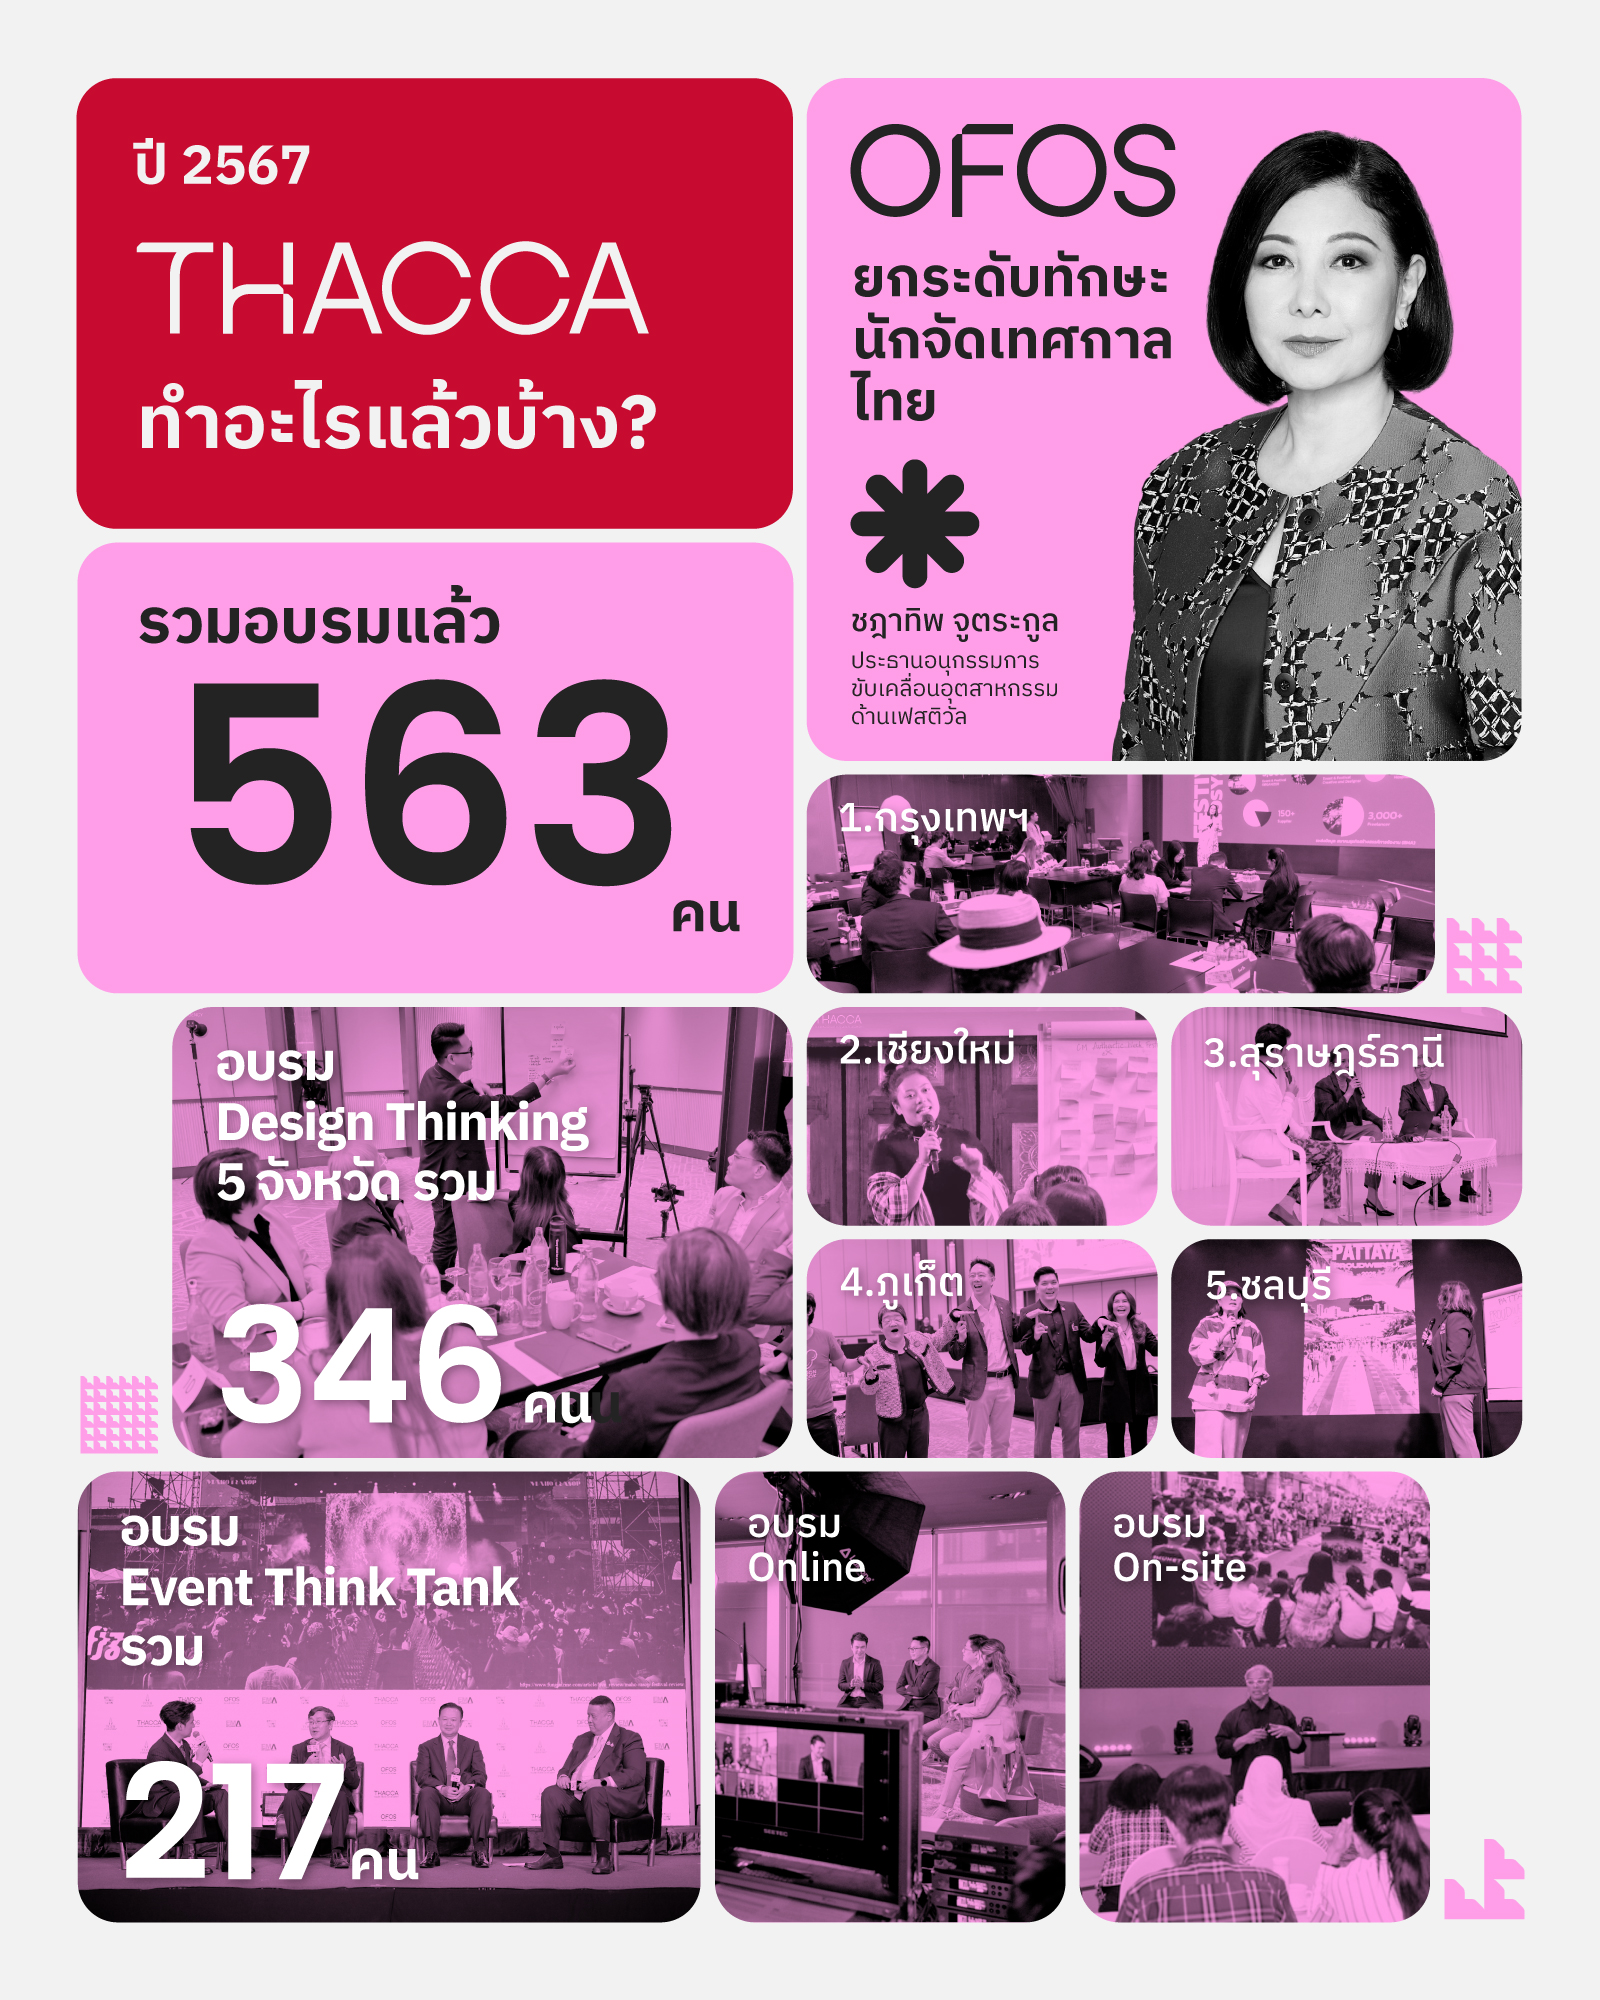 ปี 2567
THACCA
ทำอะไรแล้วบ้าง?
OFOS
ยกระดับทักษะ
นักจัดเทศกาล
ไทย
ชฎาทิพ จูตระกูล
ประธานอนุกรรมการ
ขับเคลื่อนอุตสาหกรรม
ด้านเฟสติวัล
รวมอบรมแล้ว
563
คน
1.กรุงเทพฯ
150+
3,000+
อบรม
Design Thinking
5 จังหวัด รวม
346 คน
THACCA
2.เชียงใหม่
3.สุราษฎร์ธานี
4.ภูเก็ต
PATTAYA
5.ชลบุรี
อบรม
Event Think Tank
รวม
217 คน
อบรม
Online
อบรม
On-site